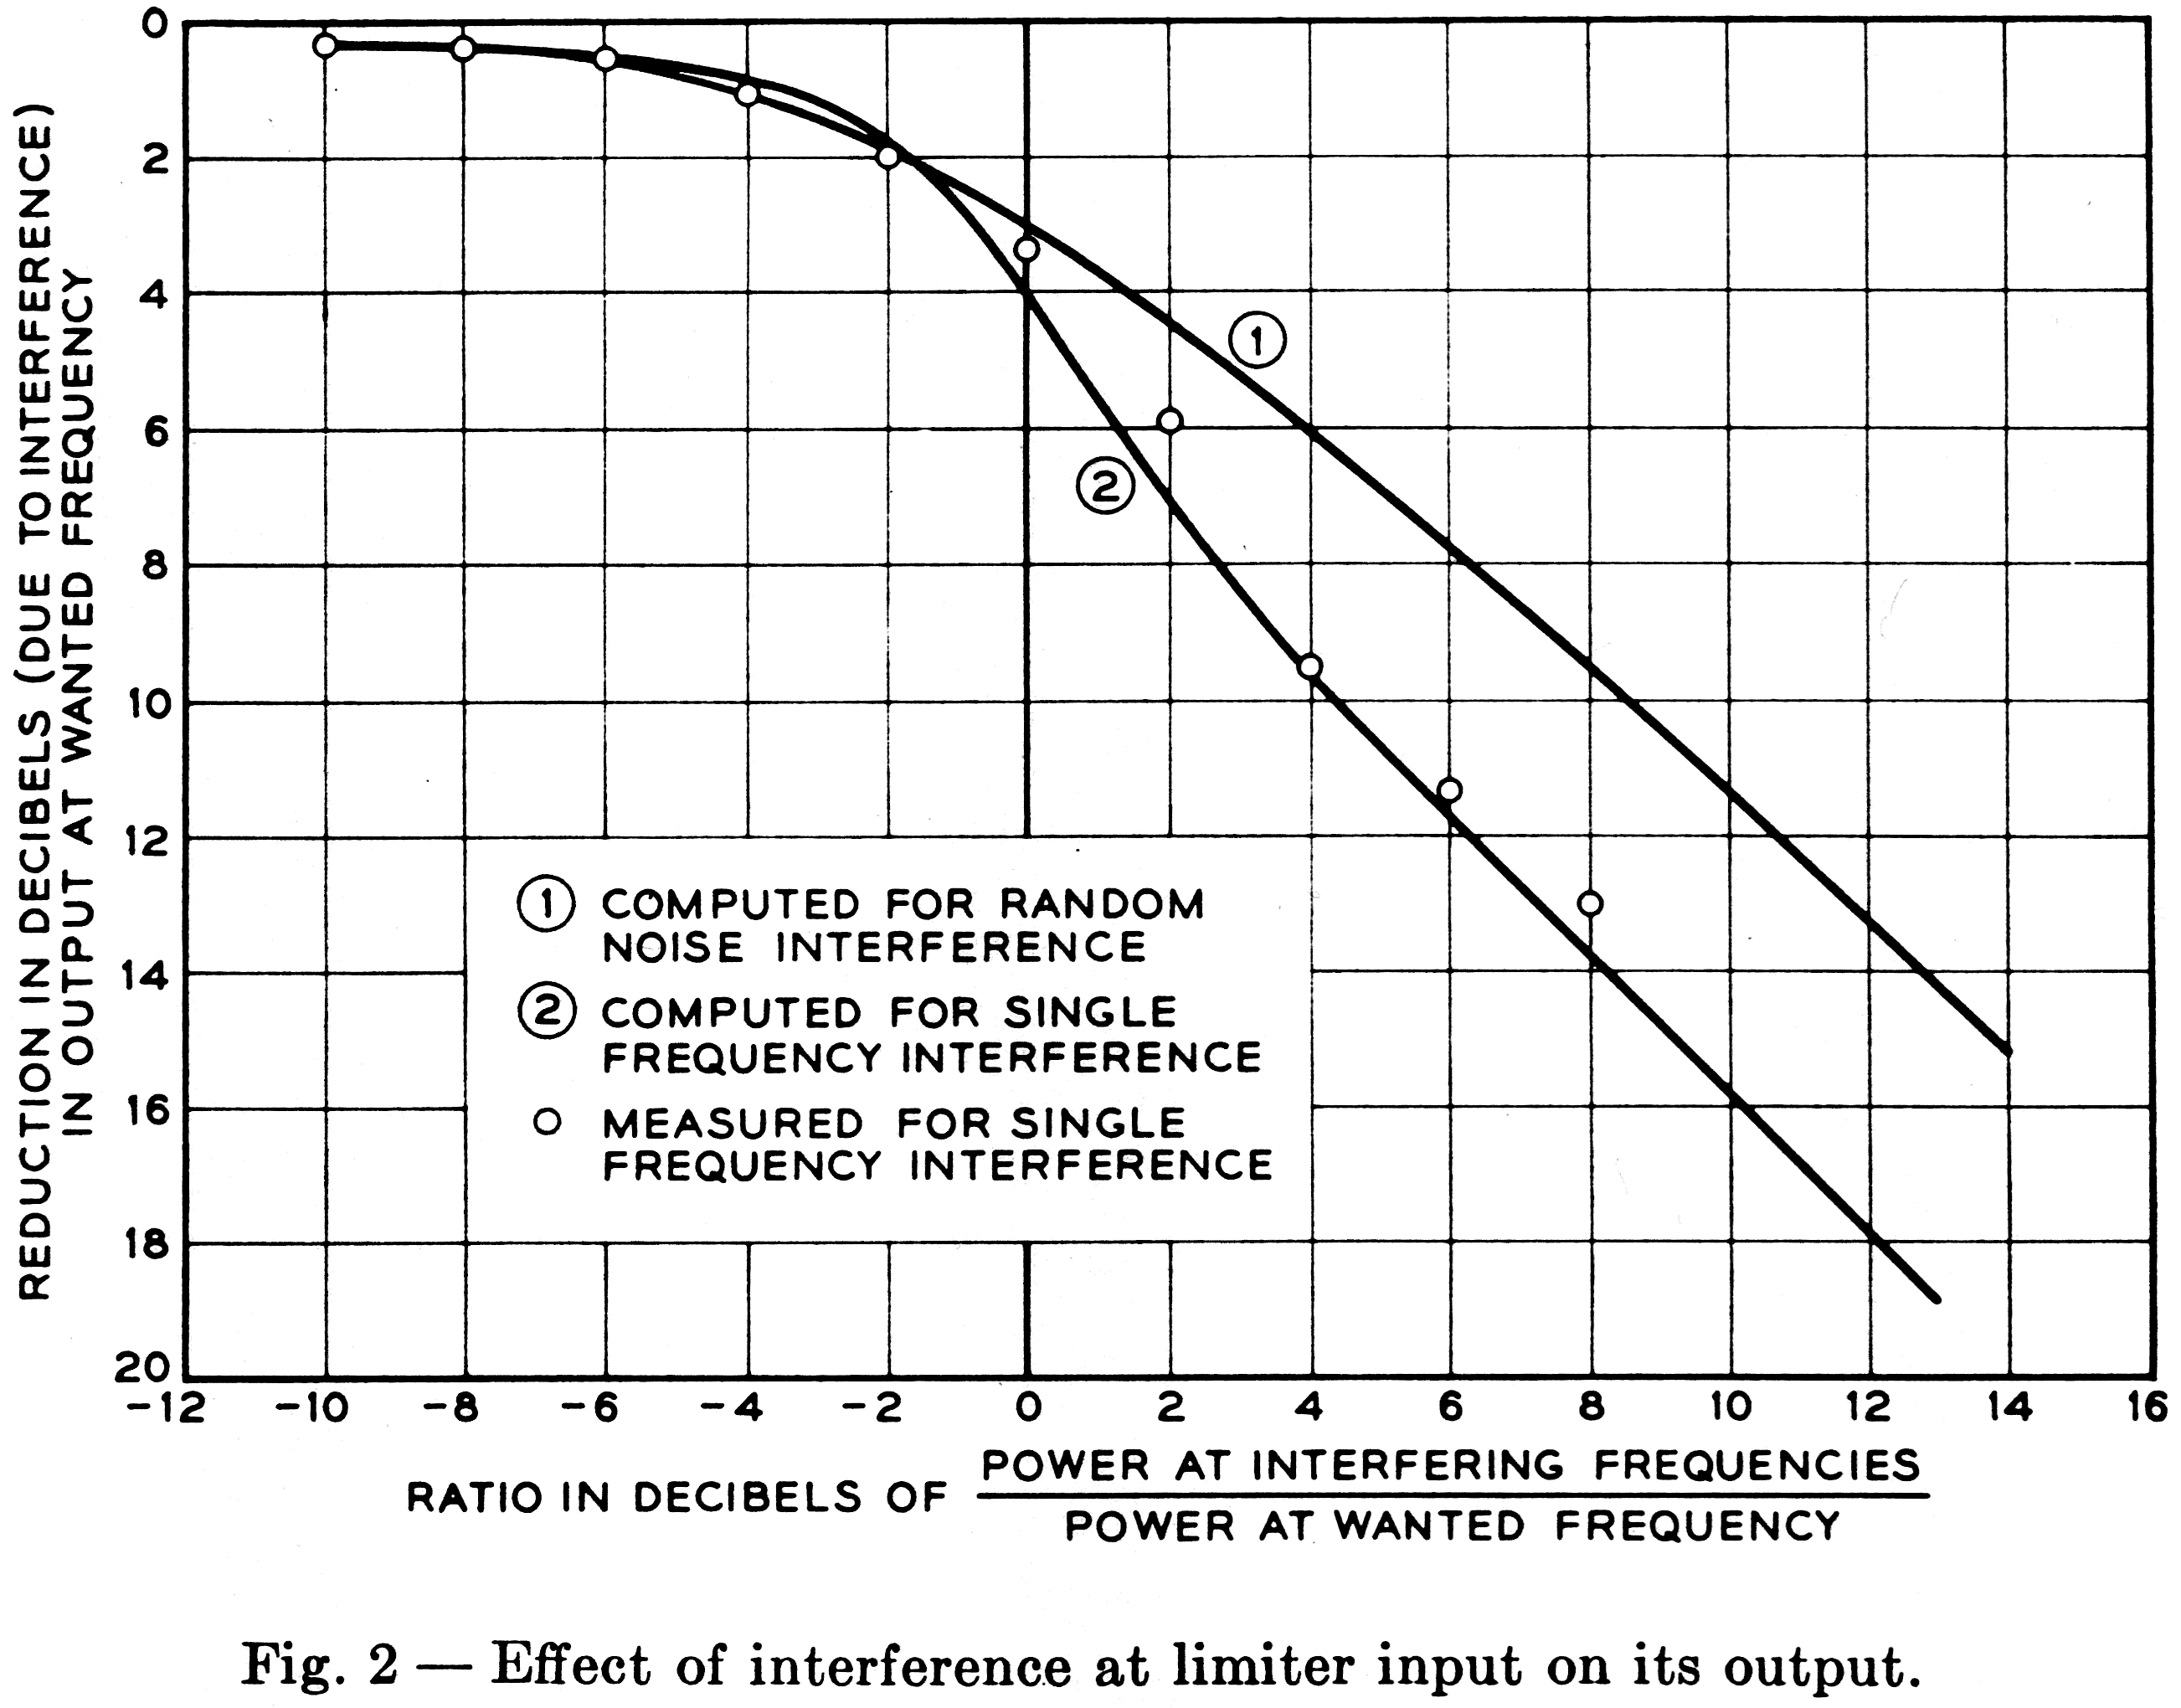 0
2
4
6
8
10
12
14
16
18
20
-12 -10 -8 -6 -4 -2 0 2 4 6 8 10 12 14 16
REDUCTION IN DECIBELS (DUE TO INTERFERENCE)
IN OUTPUT AT WANTED FREQUENCY
1
2
1 COMPUTED FOR RANDOM
NOISE INTERFERENCE
2 COMPUTED FOR SINGLE
FREQUENCY INTERFERENCE
MEASURED FOR SINGLE
FREQUENCY INTERFERENCE
RATIO IN DECIBELS OF
POWER AT INTERFERING FREQUENCIES
POWER AT WANTED FREQUENCY
Fig. 2 — Effect of interference at limiter input on its output.